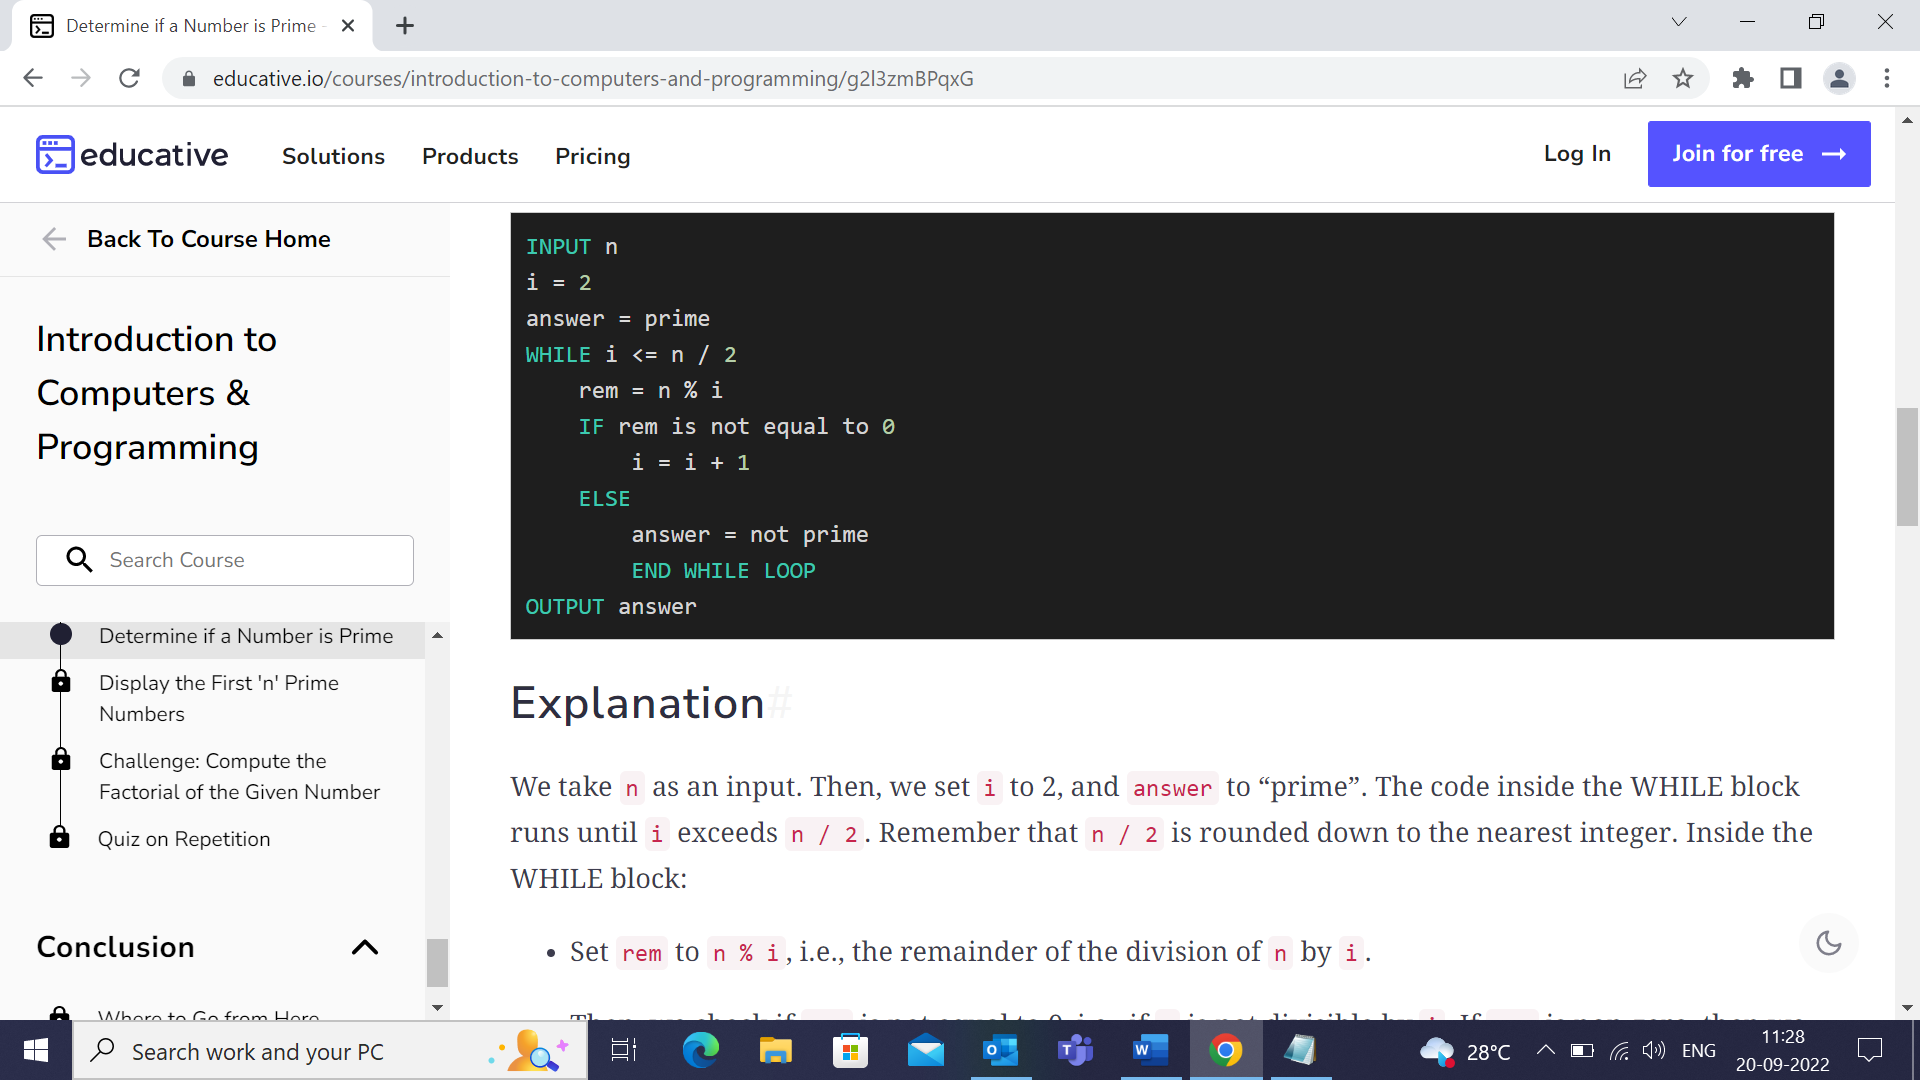 Determine if a Number is Prime -
educative.io/courses/introduction-to-computers-and-programming/g2l3zmBPqxG
educative
Solutions
Products
Pricing
Log In
Join for free →
Back To Course Home
Introduction to
Computers &
Programming
Search Course
Determine if a Number is Prime
Display the First 'n' Prime
Numbers
Challenge: Compute the
Factorial of the Given Number
Quiz on Repetition
Conclusion
Where to Go from Here
INPUT n
i = 2
answer = prime
WHILE i <= n / 2
    rem = n % i
    IF rem is not equal to 0
        i = i + 1
    ELSE
        answer = not prime
        END WHILE LOOP
OUTPUT answer
Explanation#
We take n as an input. Then, we set i to 2, and answer to “prime”. The code inside the WHILE block
runs until i exceeds n / 2. Remember that n / 2 is rounded down to the nearest integer. Inside the
WHILE block:
• Set rem to n % i, i.e., the remainder of the division of n by i.
Search work and your PC
28°C
ENG
11:28
20-09-2022